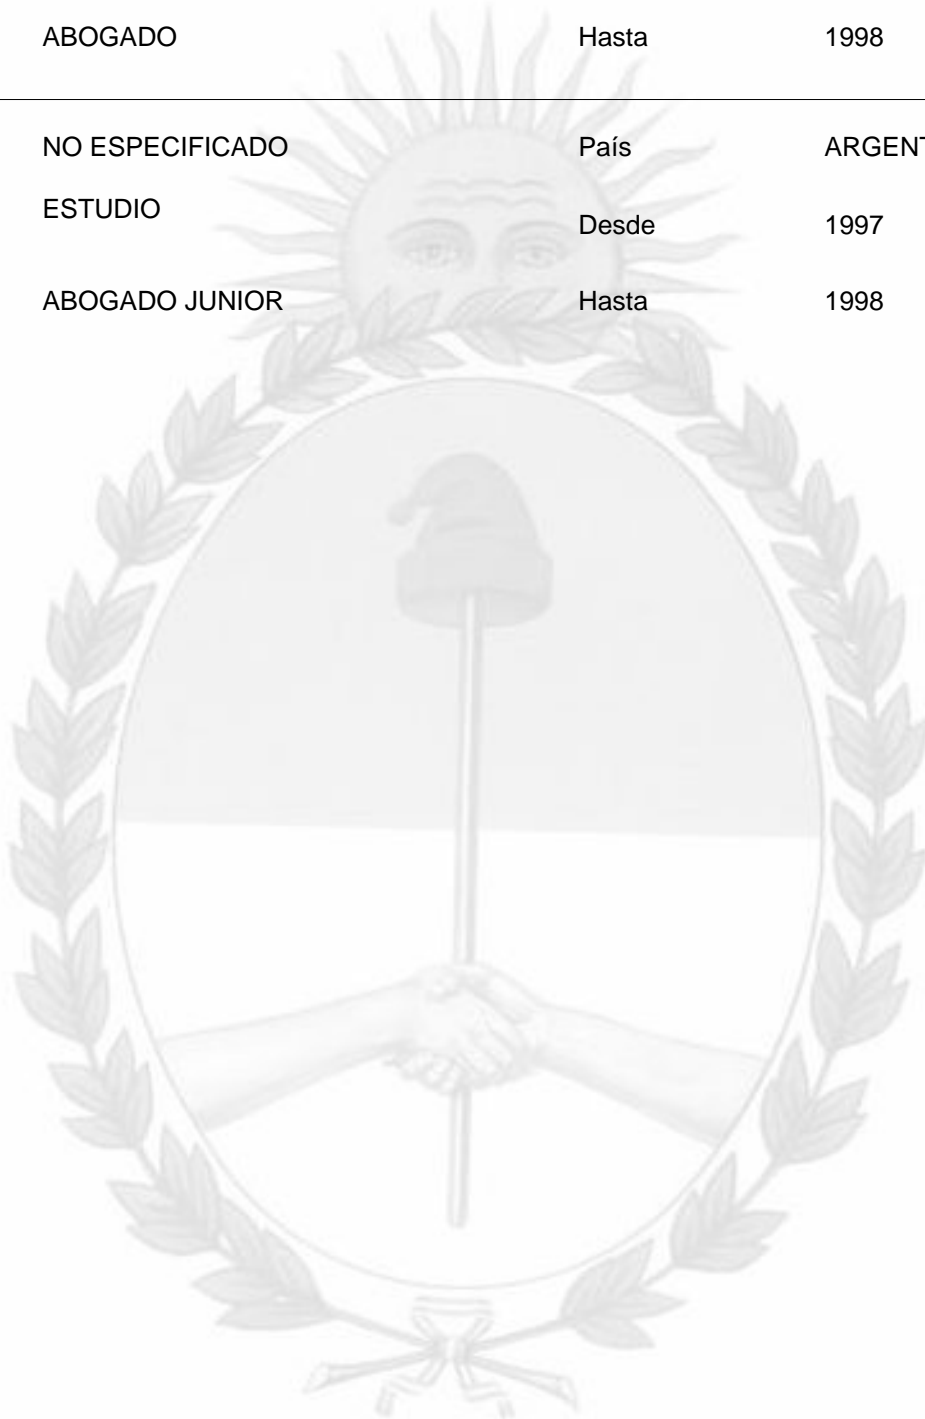 ABOGADO Hasta 1998
NO ESPECIFICADO País ARGENT
ESTUDIO
Desde 1997
ABOGADO JUNIOR Hasta 1998